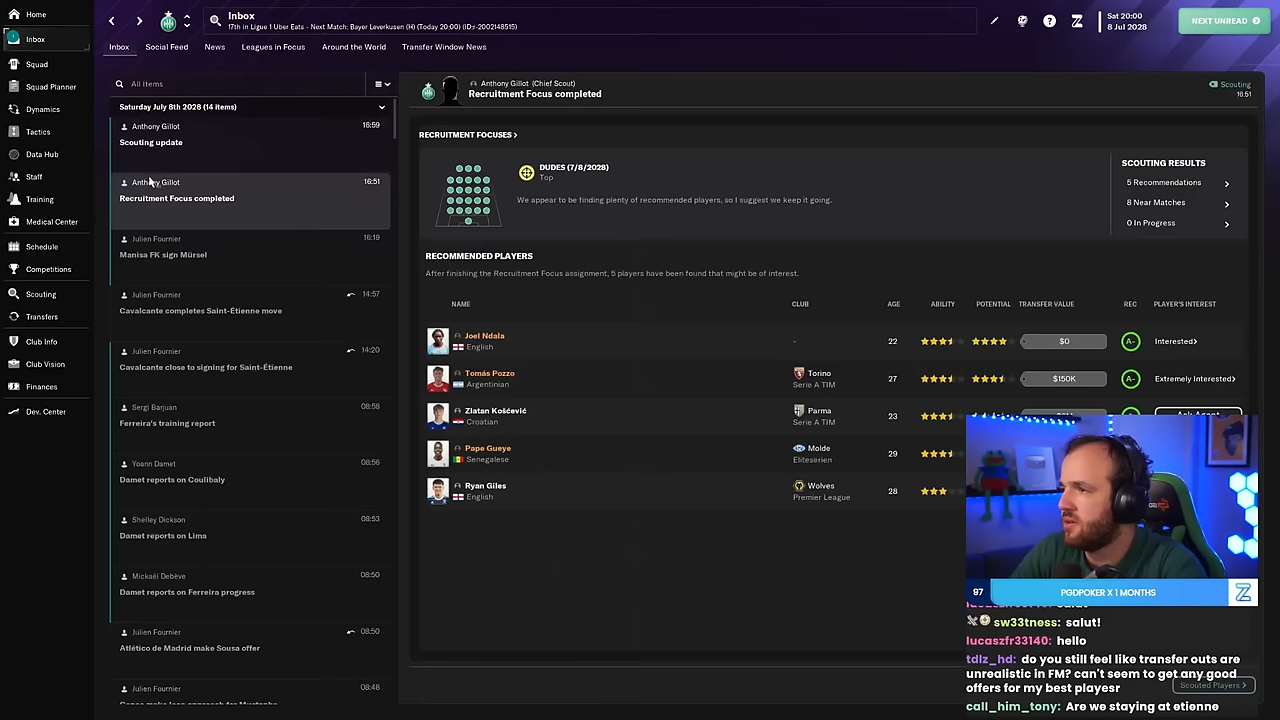 Home
Inbox
Squad
Squad Planner
Dynamics
Tactics
Data Hub
Staff
Training
Medical Center
Schedule
Competitions
Scouting
Transfers
Club Info
Club Vision
Finances
Dev. Center
Inbox
17th in Ligue 1 Uber Eats - Next Match: Bayer Leverkusen (H) (Today 20:00) (ID:r-2002148515)
Sat 20:00
8 Jul 2028
NEXT UNREAD
Inbox
Social Feed
News
Leagues in Focus
Around the World
Transfer Window News
All Items
Saturday July 8th 2028 (14 items)
Anthony Gillot 16:59
Scouting update
Anthony Gillot 16:51
Recruitment Focus completed
Julien Fournier 16:19
Manisa FK sign Mürsel
Julien Fournier 14:57
Cavalcante completes Saint-Étienne move
Julien Fournier 14:20
Cavalcante close to signing for Saint-Étienne
Sergi Barjuan 08:58
Ferreira's training report
Yoann Damet 08:56
Damet reports on Coulibaly
Shelley Dickson 08:53
Damet reports on Lima
Mickaël Debève 08:50
Damet reports on Ferreira progress
Julien Fournier 08:50
Atlético de Madrid make Sousa offer
Julien Fournier 08:48
Anthony Gillot (Chief Scout)
Recruitment Focus completed
Scouting
16:51
RECRUITMENT FOCUSES >
DUDES (7/8/2028)
Top
We appear to be finding plenty of recommended players, so I suggest we keep it going.
SCOUTING RESULTS
5 Recommendations
8 Near Matches
0 In Progress
RECOMMENDED PLAYERS
After finishing the Recruitment Focus assignment, 5 players have been found that might be of interest.
NAME CLUB AGE ABILITY POTENTIAL TRANSFER VALUE REC PLAYER'S INTEREST
Joel Ndala - 22 $0 A- Interested>
English
Tomás Pozzo Torino 27 $150K A- Extremely Interested>
Argentinian Serie A TIM
Zlatan Košćević Parma 23
Croatian Serie A TIM
Pape Gueye Molde 29
Senegalese Eliteserien
Ryan Giles Wolves 28
English Premier League
97 PGDPOKER X 1 MONTHS
sw33tness: salut!
lucaszfr33140: hello
tdlz_hd: do you still feel like transfer outs are
unrealistic in FM? can't seem to get any good
offers for my best playesr
Scouted Players >
call_him_tony: Are we staying at etienne